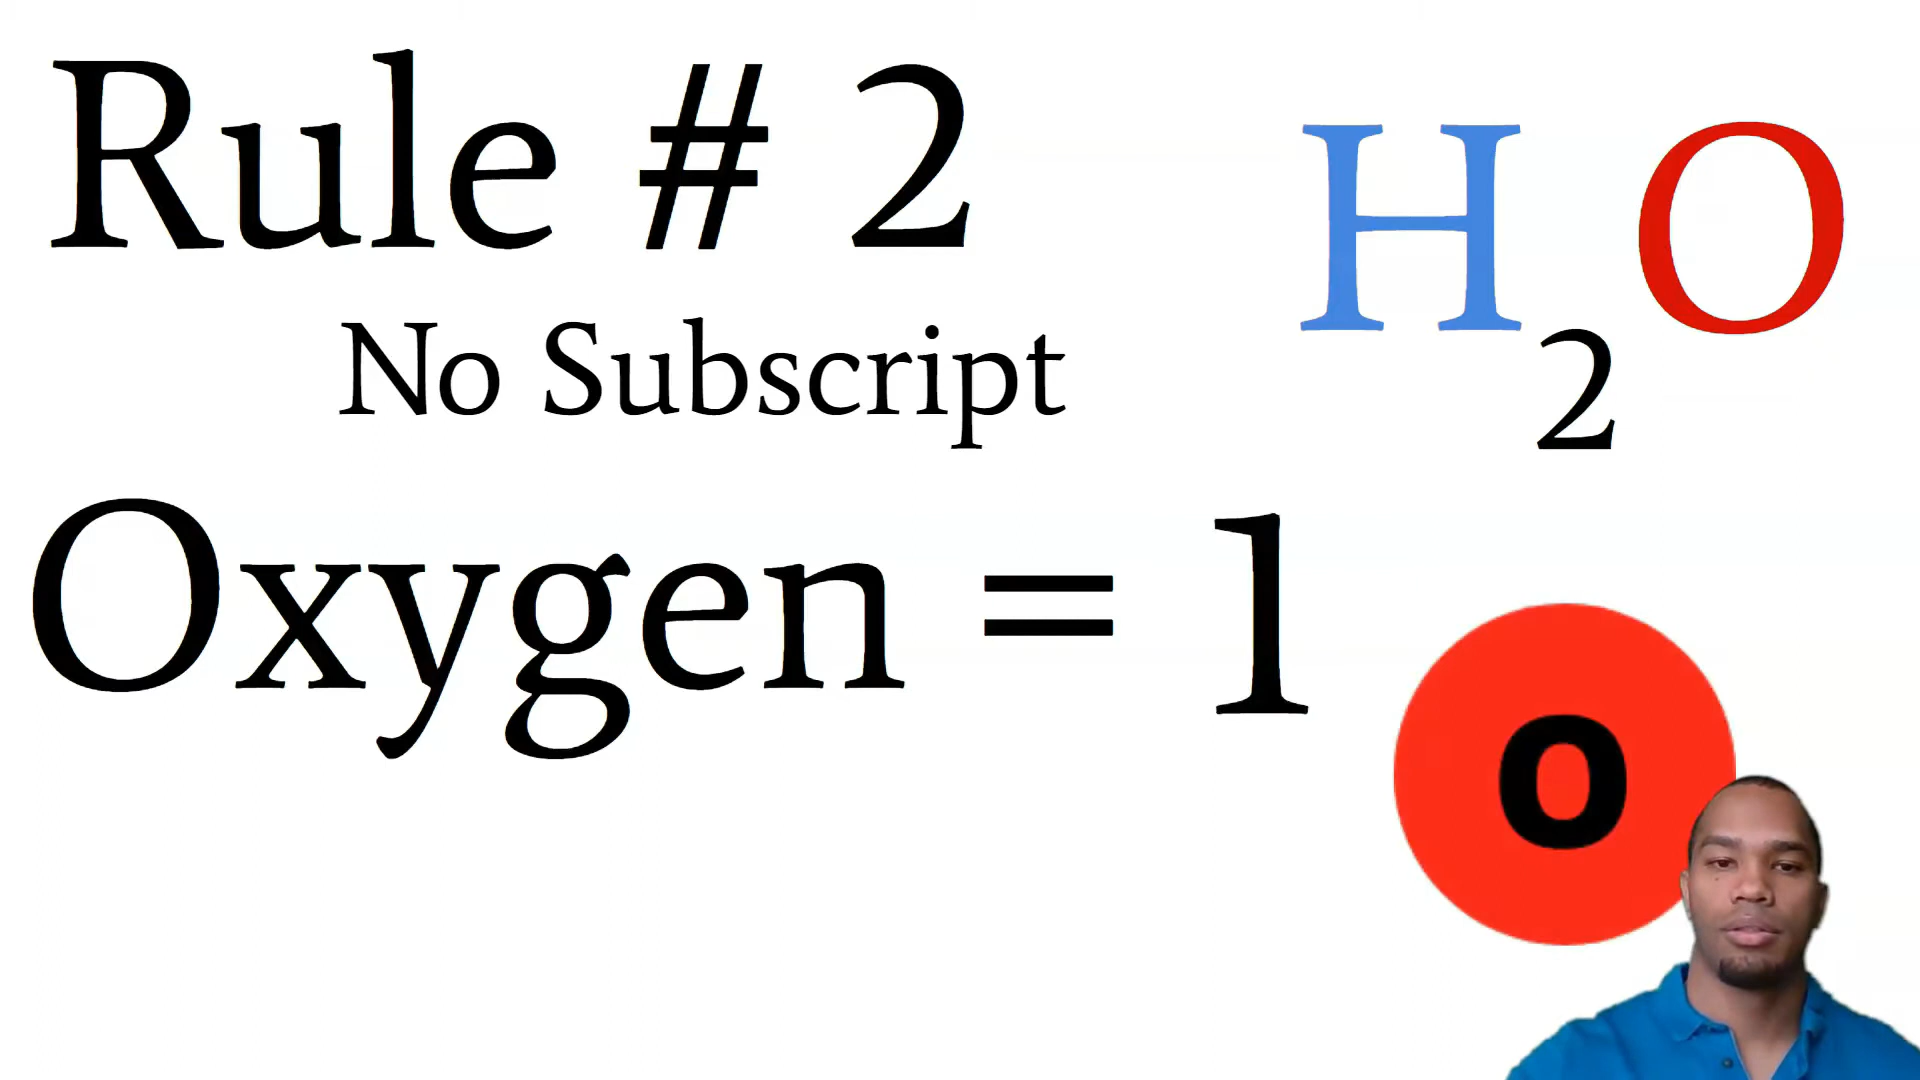 Rule # 2
H2O
No Subscript
Oxygen = 1
O